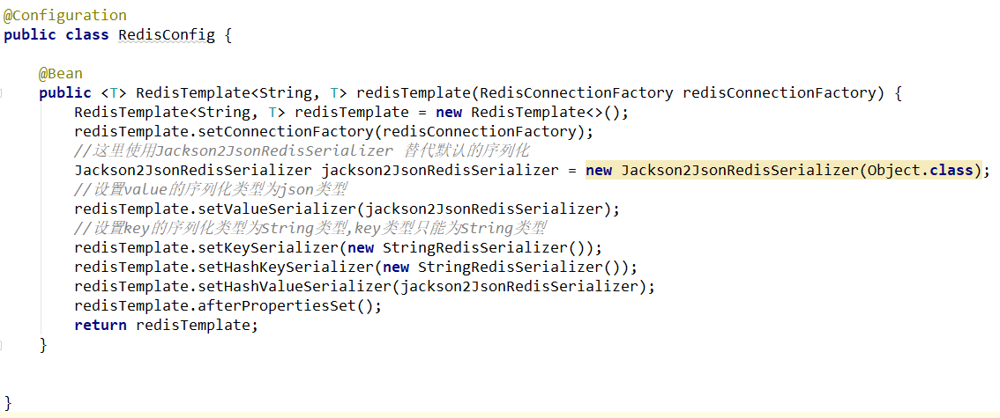 @Configuration
public class RedisConfig {
@Bean
public <T> RedisTemplate<String, T> redisTemplate(RedisConnectionFactory redisConnectionFactory) {
RedisTemplate<String, T> redisTemplate = new RedisTemplate<>();
redisTemplate.setConnectionFactory(redisConnectionFactory);
//这里使用Jackson2JsonRedisSerializer 替代默认的序列化
Jackson2JsonRedisSerializer jackson2JsonRedisSerializer = new Jackson2JsonRedisSerializer(Object.class);
//设置value的序列化类型为json类型
redisTemplate.setValueSerializer(jackson2JsonRedisSerializer);
//设置key的序列化类型为String类型,key类型只能为String类型
redisTemplate.setKeySerializer(new StringRedisSerializer());
redisTemplate.setHashKeySerializer(new StringRedisSerializer());
redisTemplate.setHashValueSerializer(jackson2JsonRedisSerializer);
redisTemplate.afterPropertiesSet();
return redisTemplate;
}
}